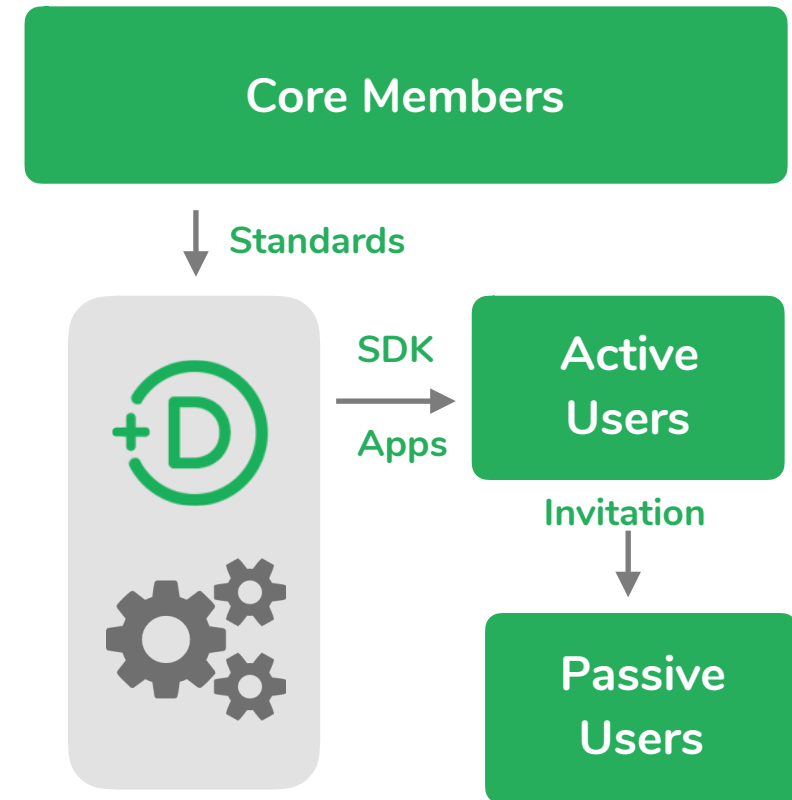 Core Members
Standards
SDK
Apps
+D
Active
Users
Invitation
Passive
Users